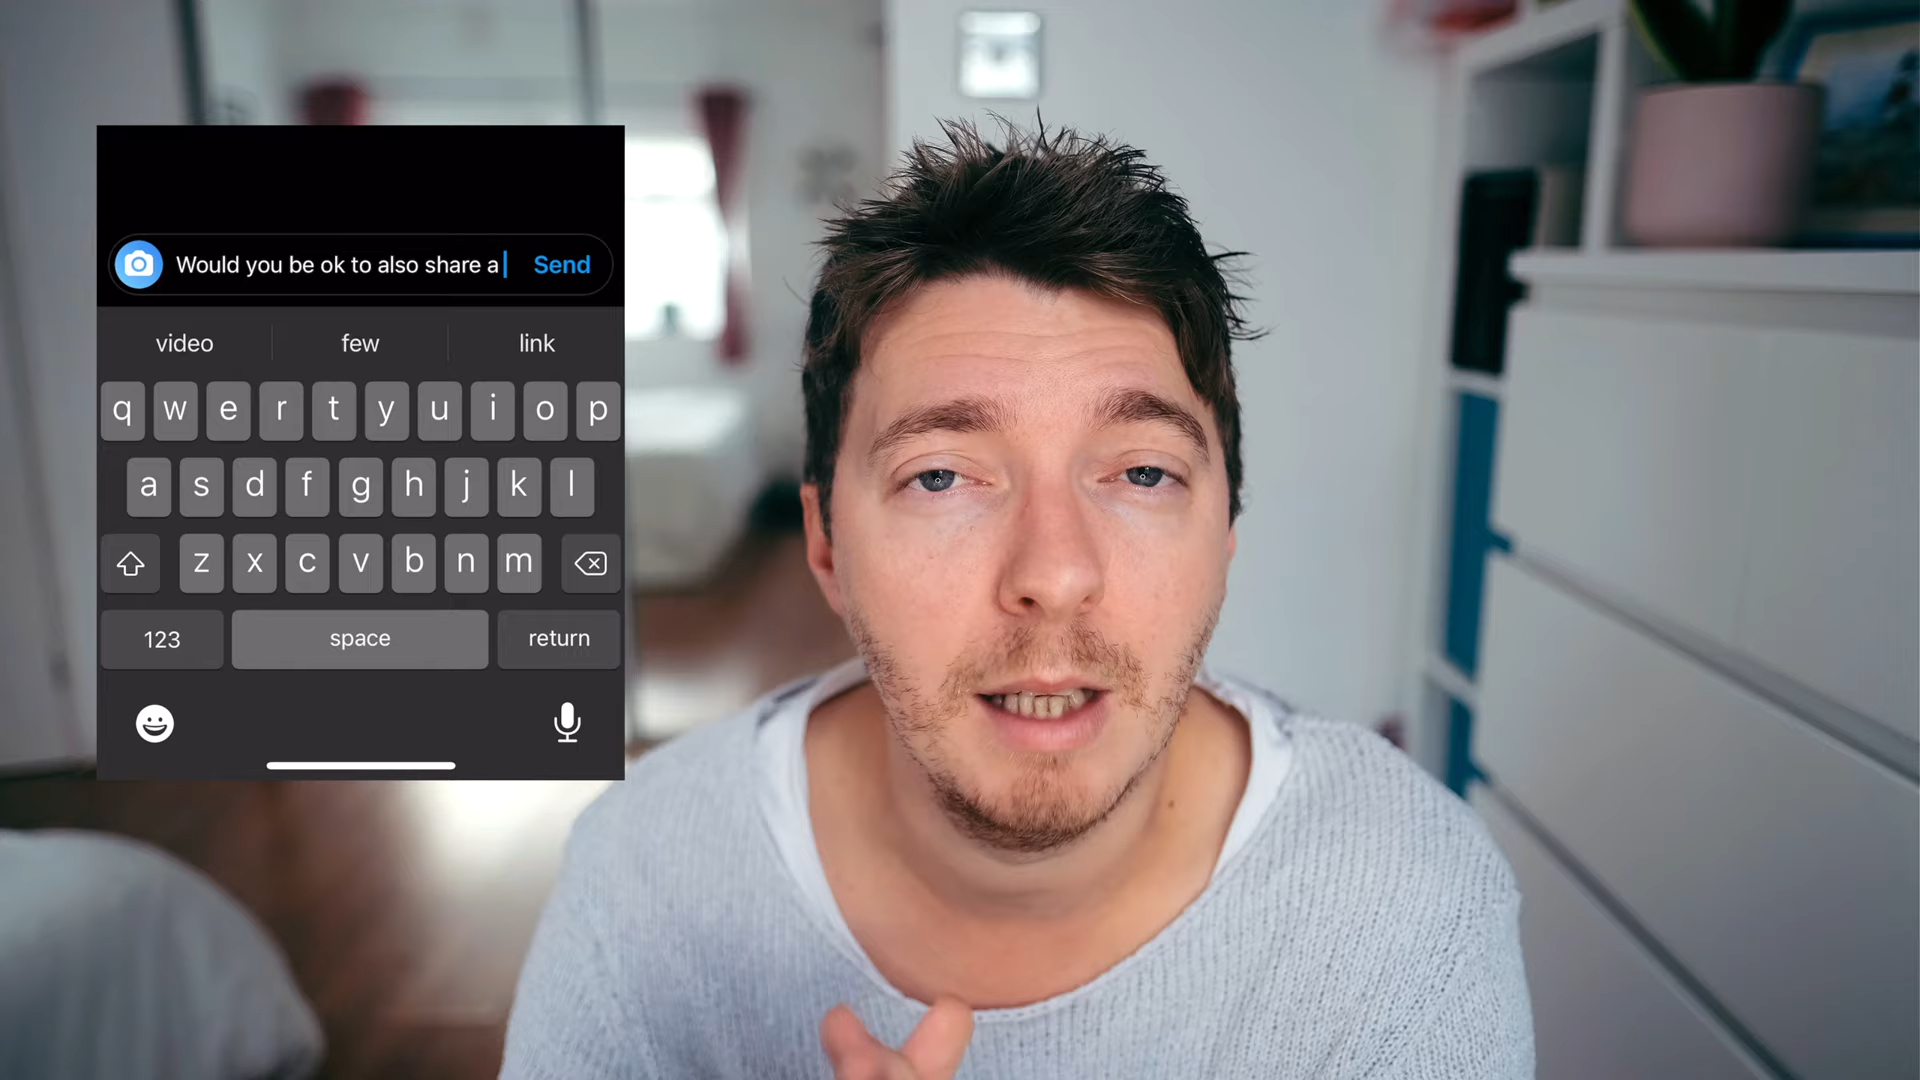 Would you be ok to also share a Send
video few link
q w e r t y u i o p
a s d f g h j k l
z x c v b n m
123 space return